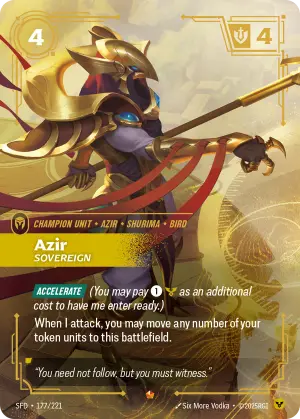 4
4
CHAMPION UNIT • AZIR • SHURIMA • BIRD
Azir
SOVEREIGN
ACCELERATE (You may pay 1 as an additional
cost to have me enter ready.)
When I attack, you may move any number of your
token units to this battlefield.
"You need not follow, but you must witness."
SFD • 177/221
Six More Vodka • ©2025RGI